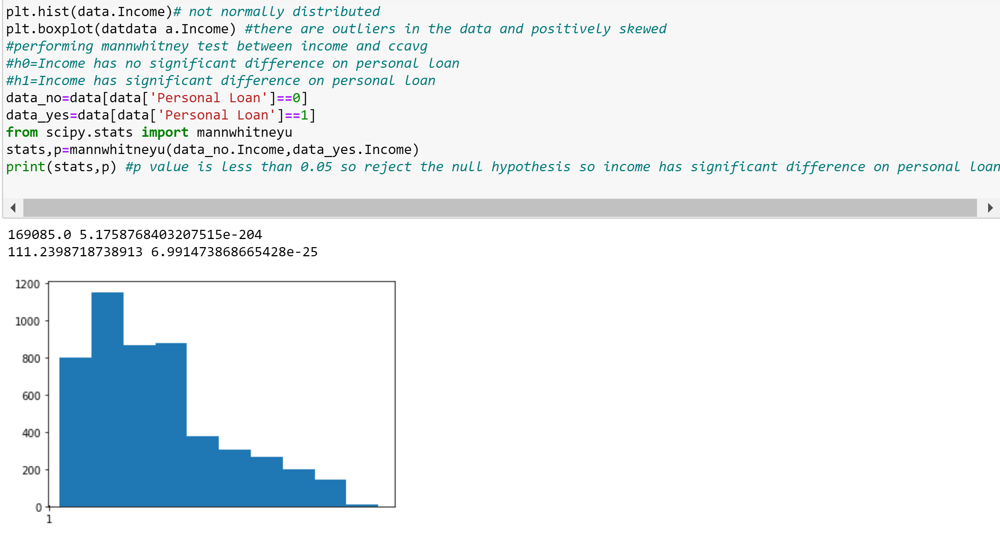 plt.hist(data.Income)# not normally distributed
plt.boxplot(datdata a.Income) #there are outliers in the data and positively skewed
#performing mannwhitney test between income and ccavg
#h0=Income has no significant difference on personal loan
#h1=Income has significant difference on personal loan
data_no=data[data['Personal Loan']==0]
data_yes=data[data['Personal Loan']==1]
from scipy.stats import mannwhitneyu
stats,p=mannwhitneyu(data_no.Income,data_yes.Income)
print(stats,p) #p value is less than 0.05 so reject the null hypothesis so income has significant difference on personal loan
169085.0 5.1758768403207515e-204
111.2398718738913 6.991473868665428e-25
1200
1000
800
600
400
200
0
1